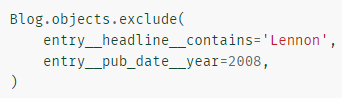 Blog.objects.exclude(
    entry__headline__contains='Lennon',
    entry__pub_date__year=2008,
)